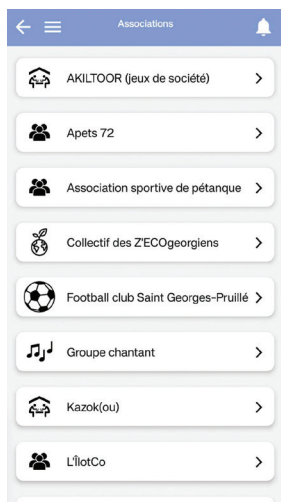 Associations
AKILTOOR (jeux de société)
Apets 72
Association sportive de pétanque
Collectif des Z'ECOgeorgiens
Football club Saint Georges-Pruillé
Groupe chantant
Kazok(ou)
L'ÎlotCo